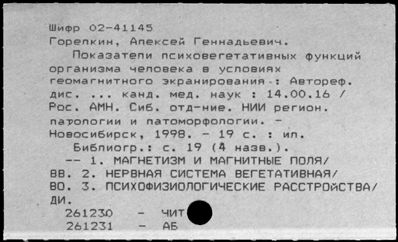 Шифр 02-41145
Горелкин, Алексей Геннадьевич.
Показатели психовегетативных функций
организма человека в условиях
геомагнитного экранирования : Автореф.
дис. ... канд. мед. наук : 14.00.16 /
Рос. АМН. Сиб. отд-ние. НИИ регион.
патологии и патоморфологии. -
Новосибирск, 1998. - 19 с. : ил.
Библиогр.: с. 19 (4 назв.).
-- 1. МАГНЕТИЗМ И МАГНИТНЫЕ ПОЛЯ/
ВВ. 2. НЕРВНАЯ СИСТЕМА ВЕГЕТАТИВНАЯ/
ВО. 3. ПСИХОФИЗИОЛОГИЧЕСКИЕ РАССТРОЙСТВА/
ДИ.
261230 - ЧИТ
261231 - АБ